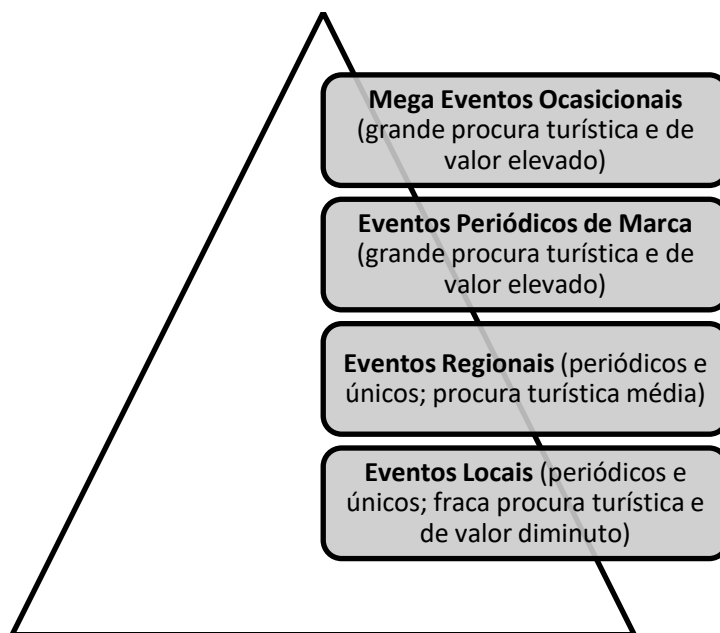 Mega Eventos Ocasicionais
(grande procura turística e de
valor elevado)
Eventos Periódicos de Marca
(grande procura turística e de
valor elevado)
Eventos Regionais (periódicos e
únicos; procura turística média)
Eventos Locais (periódicos e
únicos; fraca procura turística e
de valor diminuto)